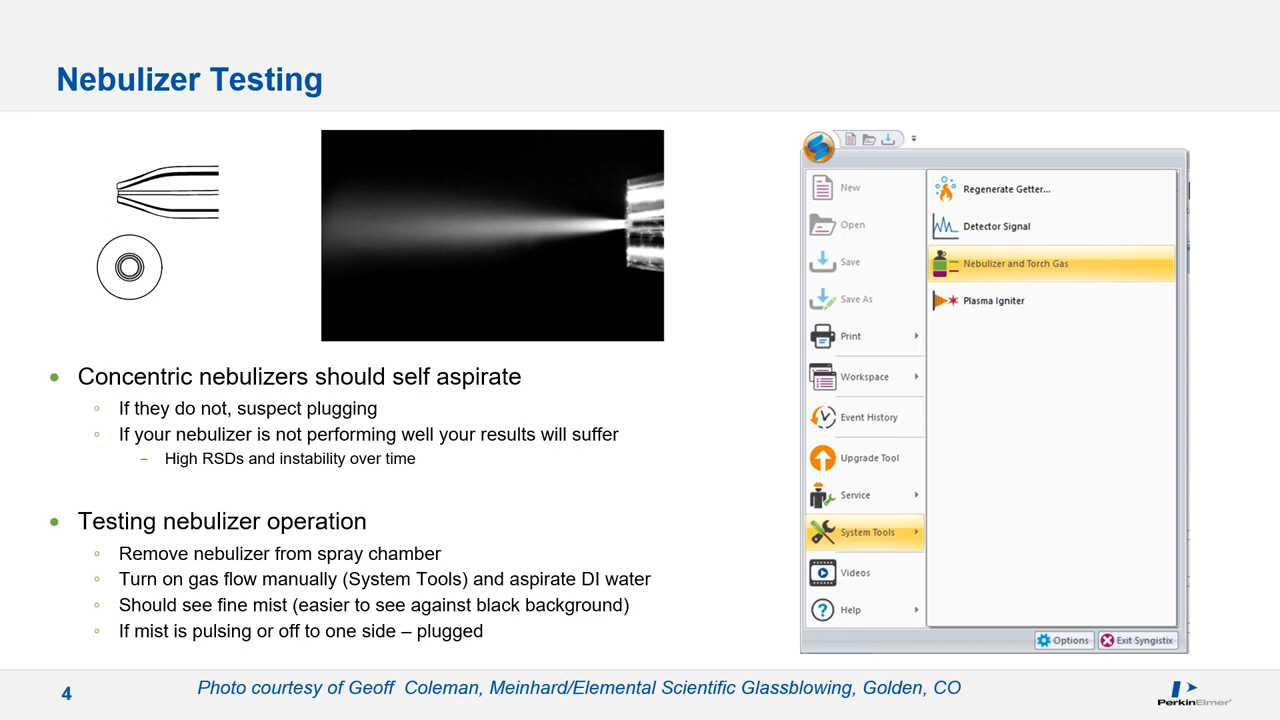 Nebulizer Testing
• Concentric nebulizers should self aspirate
◦ If they do not, suspect plugging
◦ If your nebulizer is not performing well your results will suffer
– High RSDs and instability over time
• Testing nebulizer operation
◦ Remove nebulizer from spray chamber
◦ Turn on gas flow manually (System Tools) and aspirate DI water
◦ Should see fine mist (easier to see against black background)
◦ If mist is pulsing or off to one side – plugged
New
Open
Save
Save As
Print
Workspace
Event History
Upgrade Tool
Service
System Tools
Videos
Help
Regenerate Getter...
Detector Signal
Nebulizer and Torch Gas
Plasma Igniter
Options
Exit Syngistix
4
Photo courtesy of Geoff Coleman, Meinhard/Elemental Scientific Glassblowing, Golden, CO
PerkinElmer